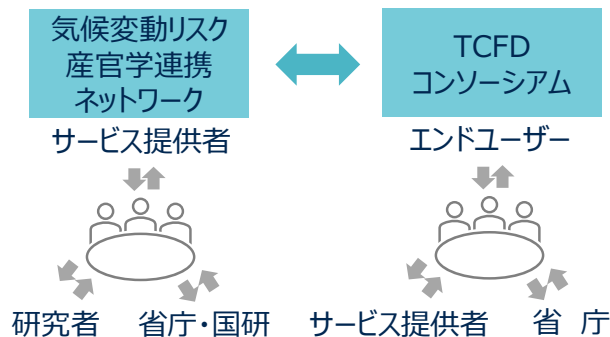 気候変動リスク
産官学連携
ネットワーク
TCFD
コンソーシアム
サービス提供者
エンドユーザー
研究者
省庁・国研
サービス提供者
省 庁